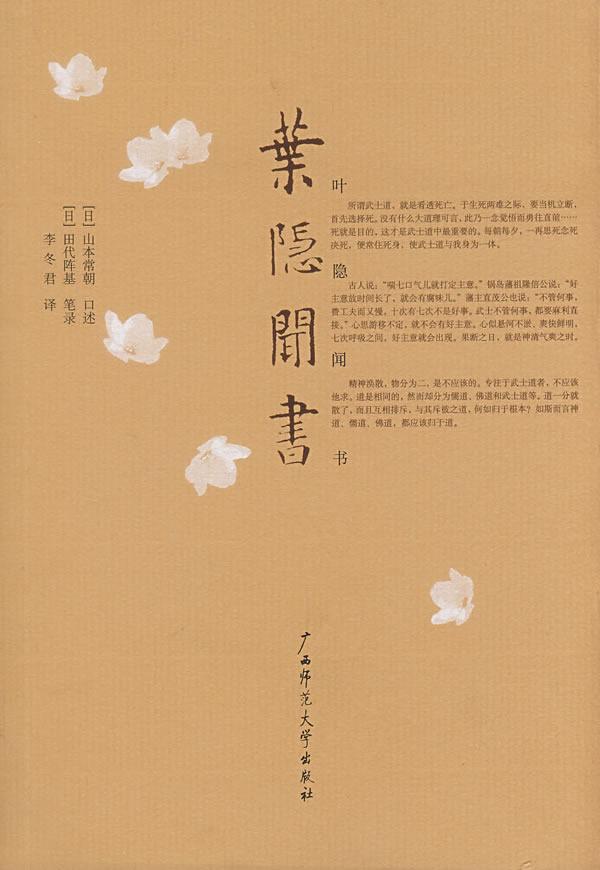 葉隠聞書
叶隐闻书
所谓武士道，就是看透死亡。于生死两难之际，要当机立断，
首先选择死。没有什么大道理可言，此乃一念觉悟而勇往直前……
死就是目的，这才是武士道中最重要的。每朝每夕，一再思死念死
决死，便常住死身，使武士道与我身为一体。
古人说：“喘七口气儿就打定主意。”锅岛藩祖隆信公说：“好
主意放时间长了，就会有腐味儿。”藩主直茂公也说：“不管何事，
费工夫而又慢，十次有七次不是好事。武士不管何事，都要麻利直
接。”心思游移不定，就不会有好主意。心似悬河不淤、爽快鲜明，
七次呼吸之间，好主意就会出现。果断之日，就是神清气爽之时。
精神涣散，物分为二，是不应该的。专注于武士道者，不应该
他求。道是相同的，然而却分为儒道、佛道和武士道等。道一分就
散了，而且互相排斥，与其斥彼之道，何如归于根本？如斯而言神
道、儒道、佛道，都应该归于道。
［日］山本常朝 口述
［日］田代阵基 笔录
李冬君 译
广西师范大学出版社